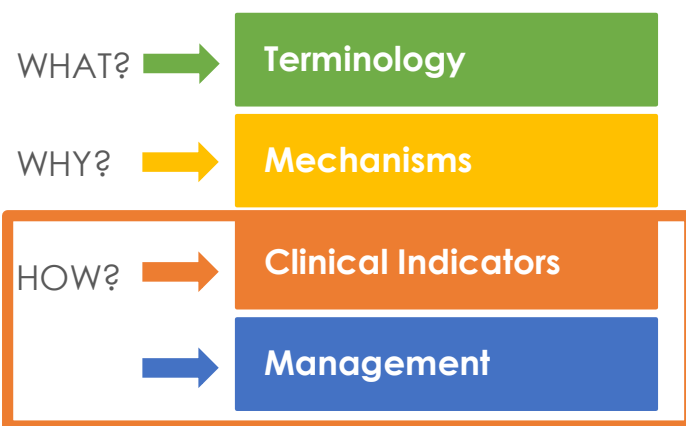 WHAT? Terminology
WHY? Mechanisms
HOW? Clinical Indicators
Management